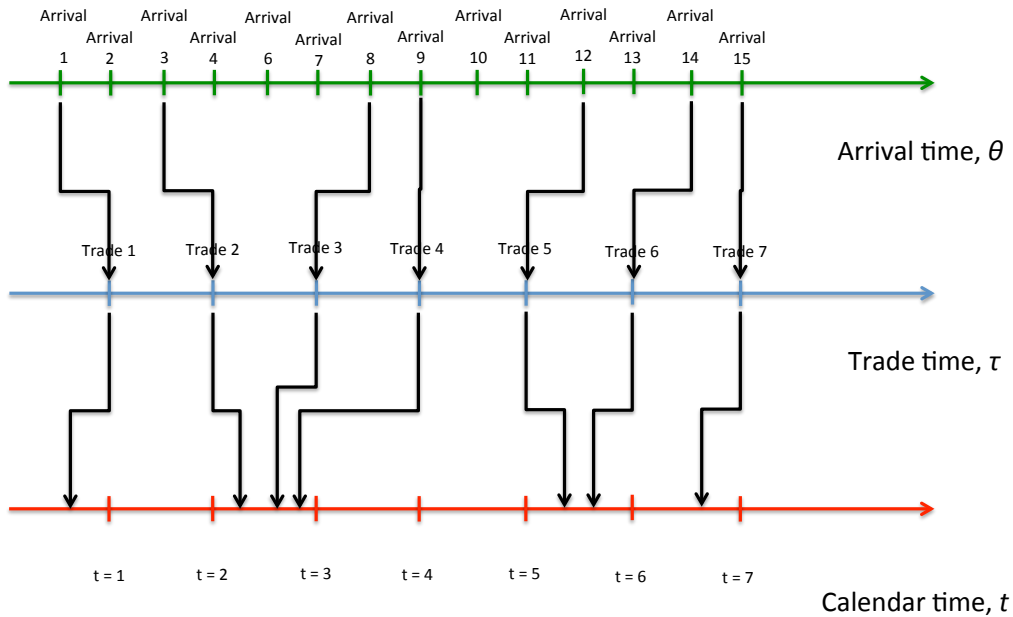 Arrival 1
Arrival 2
Arrival 3
Arrival 4
Arrival 6
Arrival 7
Arrival 8
Arrival 9
Arrival 10
Arrival 11
Arrival 12
Arrival 13
Arrival 14
Arrival 15
Arrival time, θ
Trade 1
Trade 2
Trade 3
Trade 4
Trade 5
Trade 6
Trade 7
Trade time, τ
t = 1
t = 2
t = 3
t = 4
t = 5
t = 6
t = 7
Calendar time, t